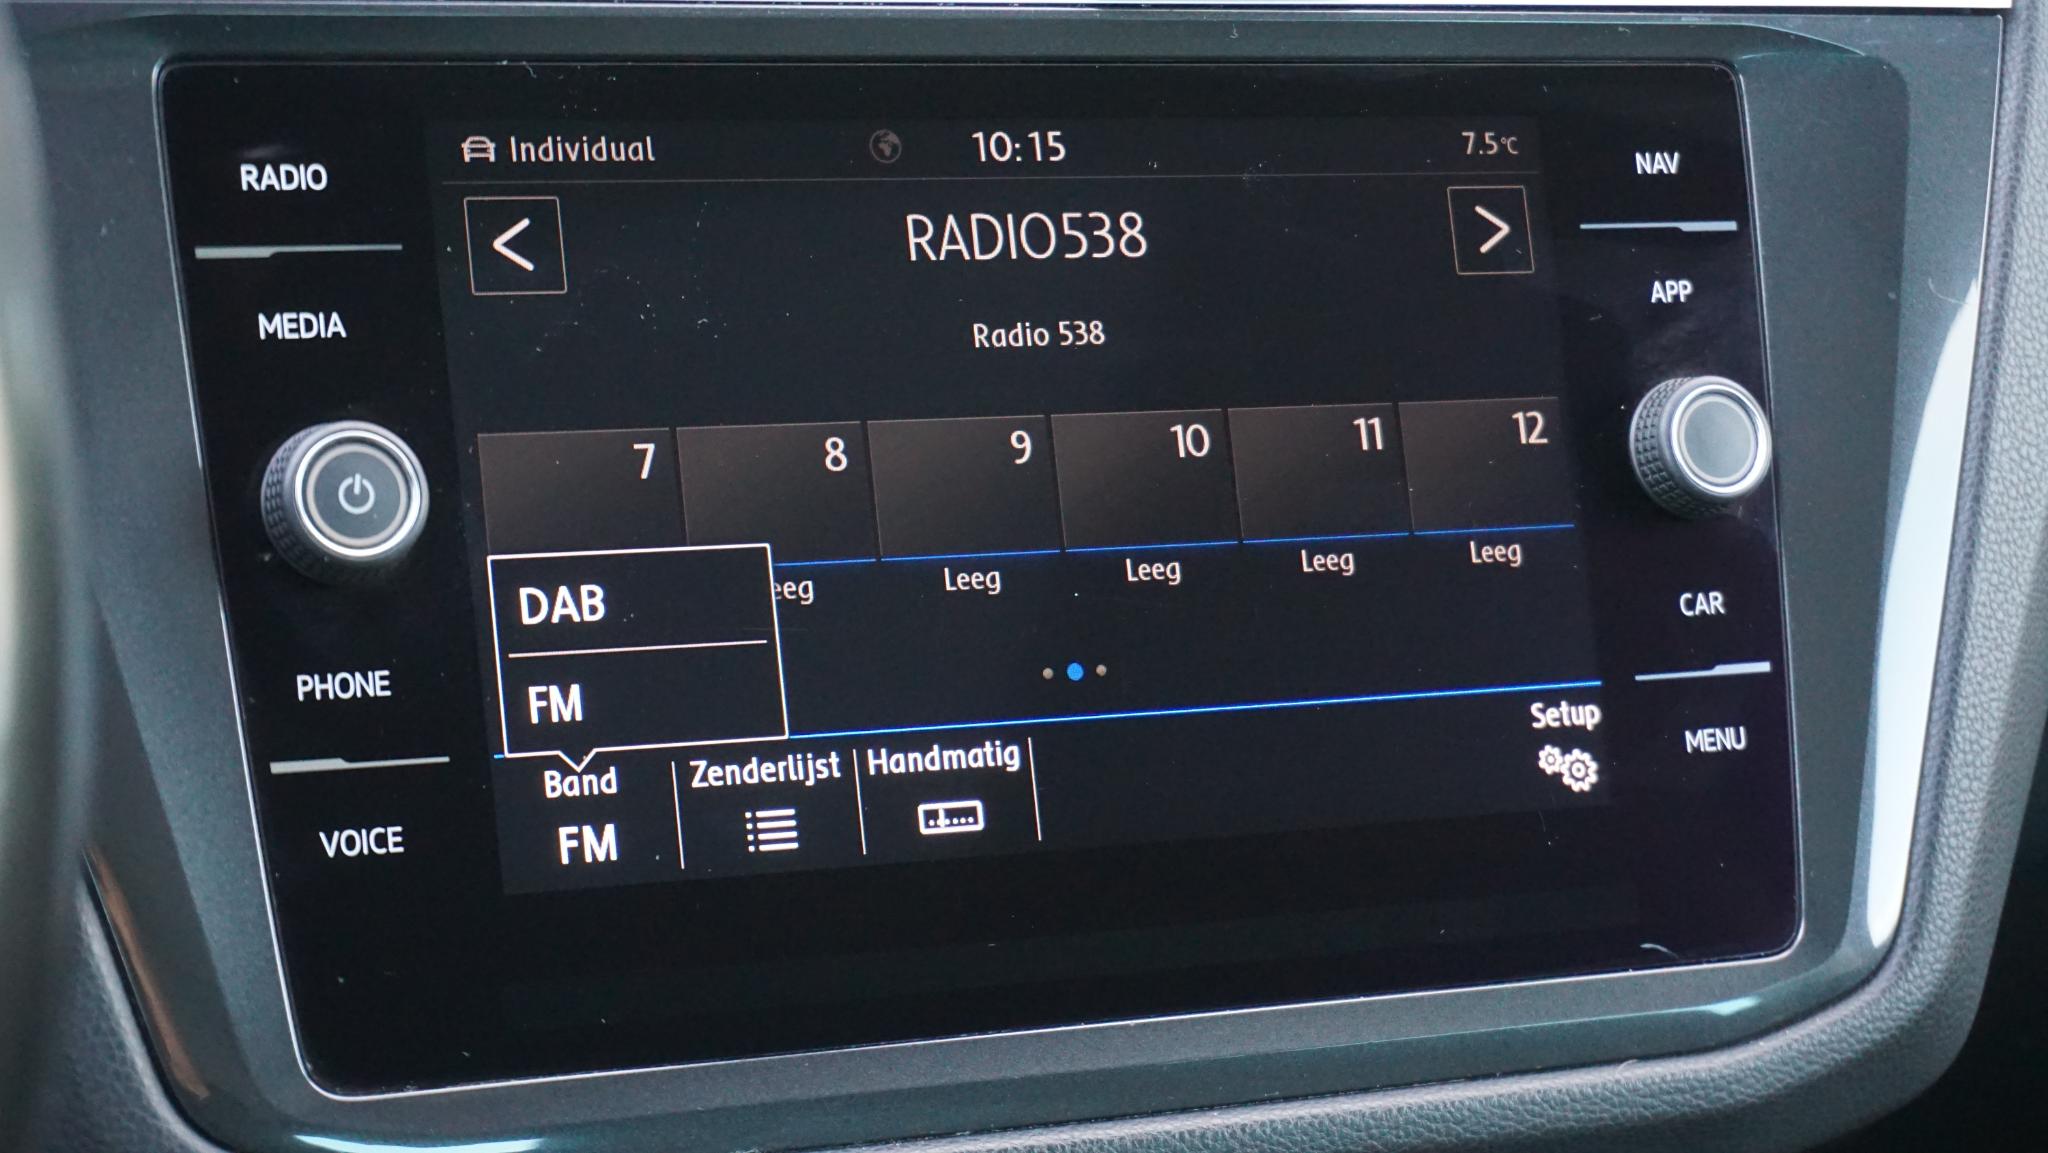 RADIO
MEDIA
PHONE
VOICE
Individual 10:15 7.5°C
< RADIO538 >
Radio 538
7 8 9 10 11 12
Leeg Leeg Leeg Leeg
DAB
FM
Band Zenderlijst Handmatig Setup
FM
NAV
APP
CAR
MENU